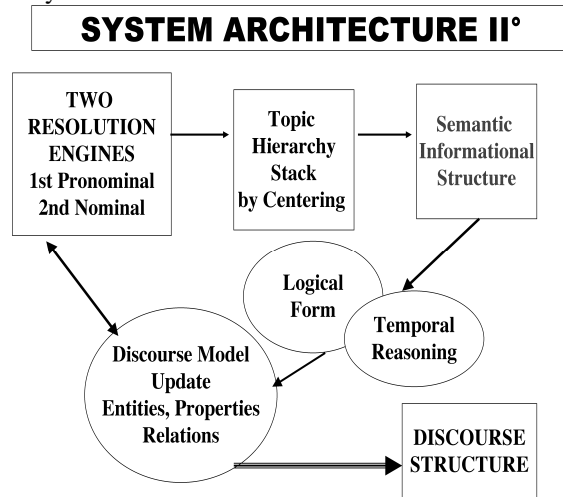 SYSTEM ARCHITECTURE II°
TWO
RESOLUTION
ENGINES
1st Pronominal
2nd Nominal
Topic
Hierarchy
Stack
by Centering
Semantic
Informational
Structure
Logical
Form
Temporal
Reasoning
Discourse Model
Update
Entities, Properties
Relations
DISCOURSE
STRUCTURE